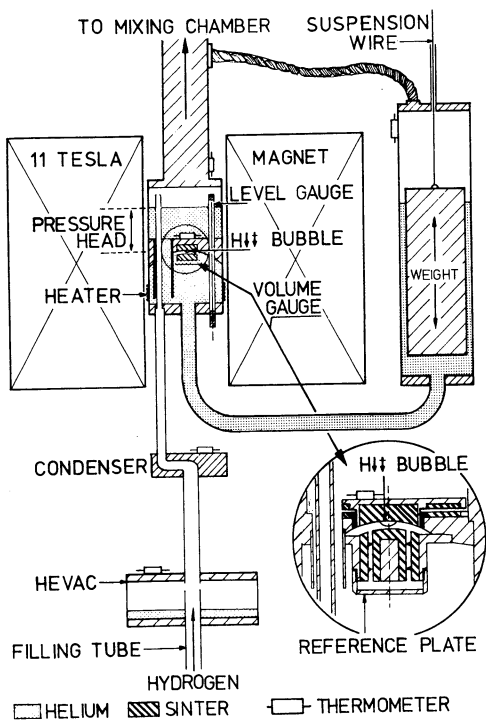 TO MIXING CHAMBER
SUSPENSION
WIRE
11 TESLA
MAGNET
LEVEL GAUGE
PRESSURE
HEAD
H↓↑ BUBBLE
WEIGHT
HEATER
VOLUME
GAUGE
CONDENSER
H↓↑ BUBBLE
HEVAC
FILLING TUBE
REFERENCE PLATE
HYDROGEN
HELIUM SINTER THERMOMETER